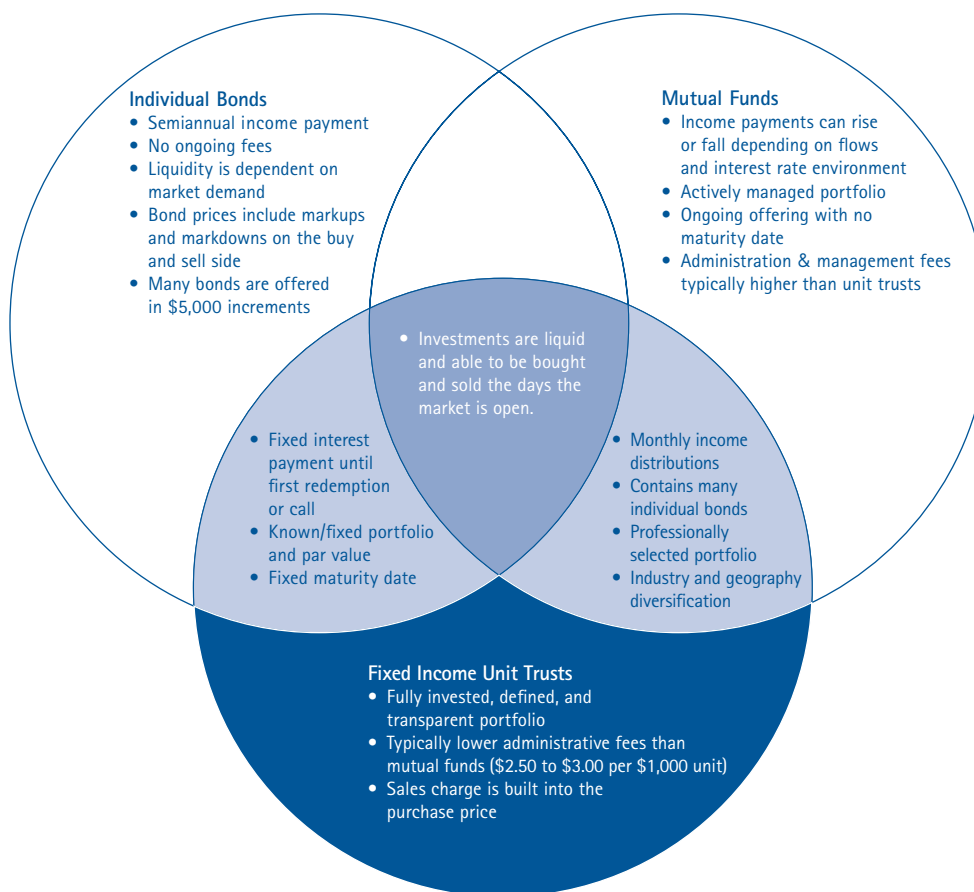 Individual Bonds
• Semiannual income payment
• No ongoing fees
• Liquidity is dependent on
market demand
• Bond prices include markups
and markdowns on the buy
and sell side
• Many bonds are offered
in $5,000 increments
Mutual Funds
• Income payments can rise
or fall depending on flows
and interest rate environment
• Actively managed portfolio
• Ongoing offering with no
maturity date
• Administration & management fees
typically higher than unit trusts
• Investments are liquid
and able to be bought
and sold the days the
market is open.
• Fixed interest
payment until
first redemption
or call
• Known/fixed portfolio
and par value
• Fixed maturity date
• Monthly income
distributions
• Contains many
individual bonds
• Professionally
selected portfolio
• Industry and geography
diversification
Fixed Income Unit Trusts
• Fully invested, defined, and
transparent portfolio
• Typically lower administrative fees than
mutual funds ($2.50 to $3.00 per $1,000 unit)
• Sales charge is built into the
purchase price